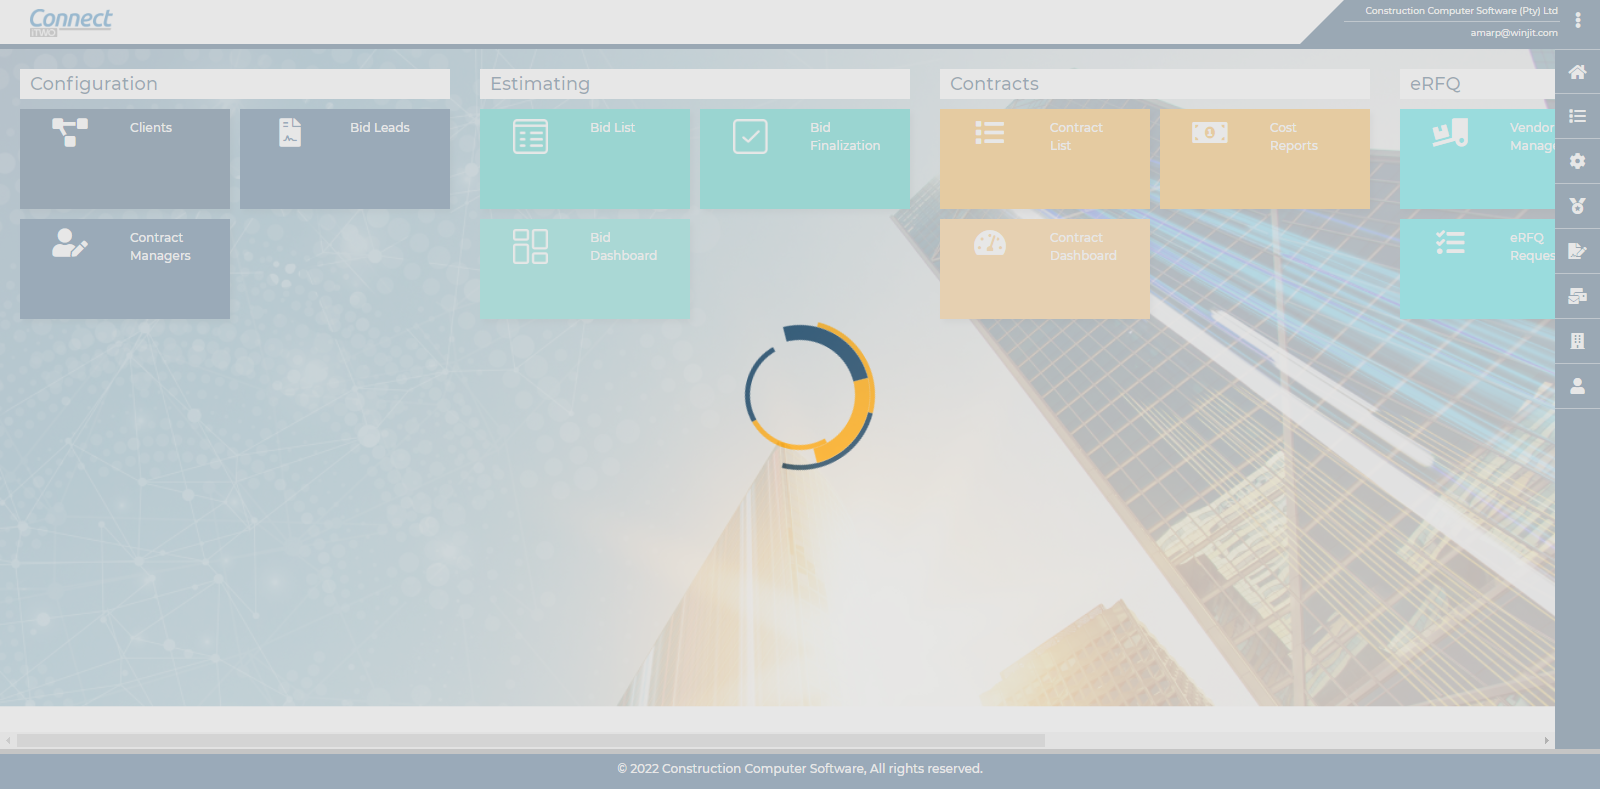 Connect
iTWO
Construction Computer Software (Pty) Ltd
amarp@winjit.com
Configuration
Clients
Bid Leads
Contract
Managers
Estimating
Bid List
Bid
Finalization
Bid
Dashboard
Contracts
Contract
List
Cost
Reports
Contract
Dashboard
eRFQ
Vendor
Manag
eRFQ
Reques
© 2022 Construction Computer Software, All rights reserved.